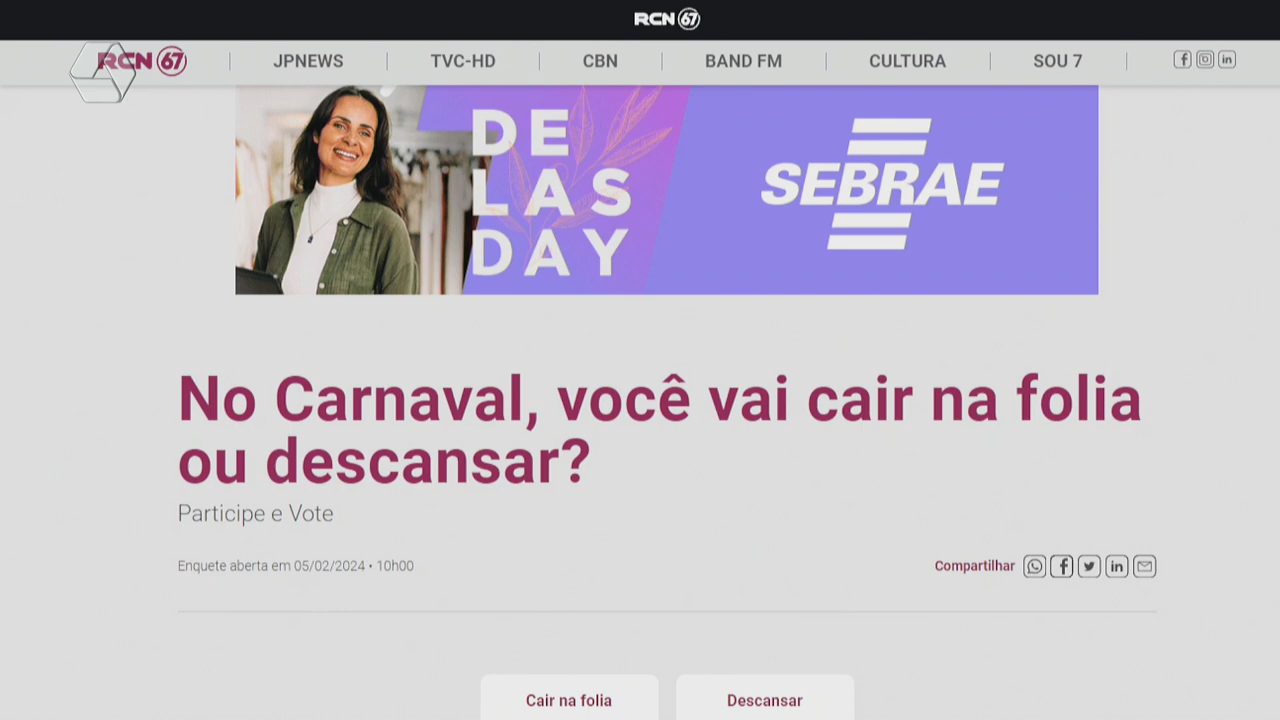 RCN 67
RCN 67
JPNEWS
TVC-HD
CBN
BAND FM
CULTURA
SOU 7
DE
LAS
DAY
SEBRAE
No Carnaval, você vai cair na folia
ou descansar?
Participe e Vote
Enquete aberta em 05/02/2024 • 10h00
Compartilhar
Cair na folia
Descansar